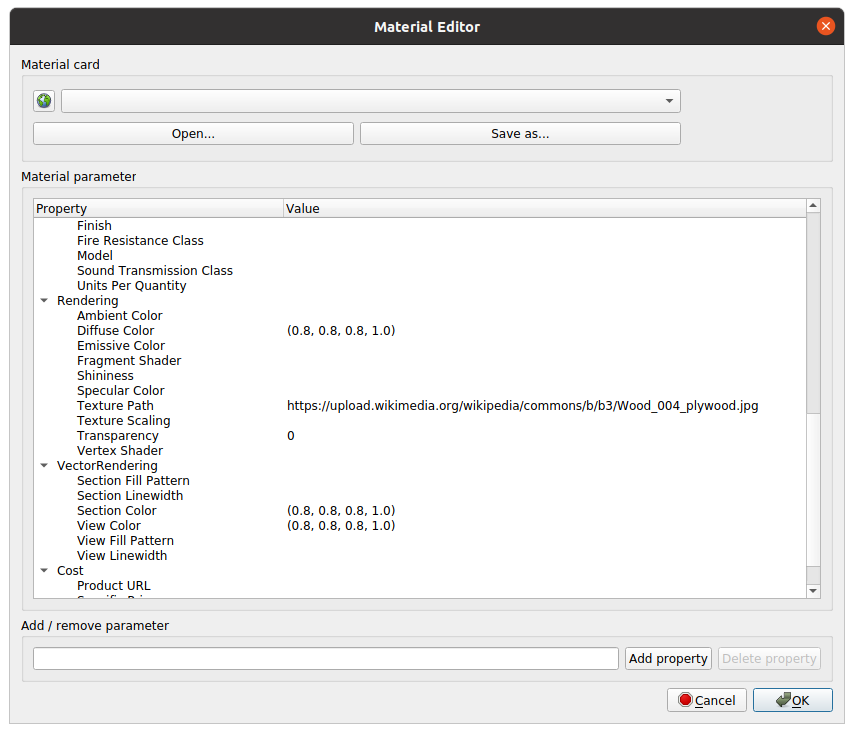 Material Editor
Material card
Open...
Save as...
Material parameter
Property Value
Finish
Fire Resistance Class
Model
Sound Transmission Class
Units Per Quantity
Rendering
Ambient Color
Diffuse Color (0.8, 0.8, 0.8, 1.0)
Emissive Color
Fragment Shader
Shininess
Specular Color
Texture Path https://upload.wikimedia.org/wikipedia/commons/b/b3/Wood_004_plywood.jpg
Texture Scaling
Transparency 0
Vertex Shader
VectorRendering
Section Fill Pattern
Section Linewidth
Section Color (0.8, 0.8, 0.8, 1.0)
View Color (0.8, 0.8, 0.8, 1.0)
View Fill Pattern
View Linewidth
Cost
Product URL
Add / remove parameter
Add property
Delete property
Cancel
OK